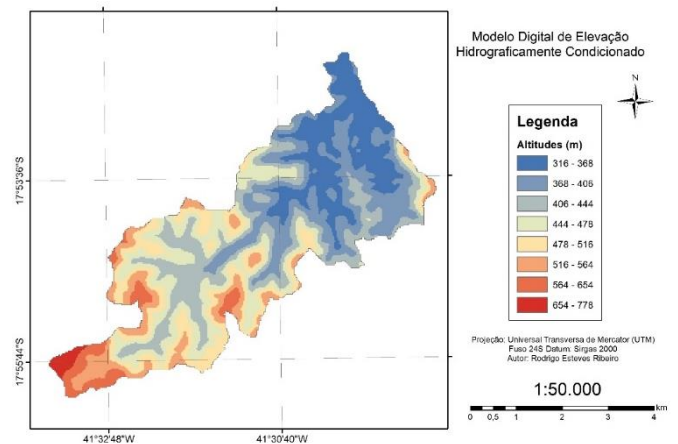 Modelo Digital de Elevação
Hidrograficamente Condicionado
N
Legenda
Altitudes (m)
316 - 368
368 - 406
406 - 444
444 - 478
478 - 516
516 - 564
564 - 654
654 - 778
17°53'36"S
17°55'44"S
41°32'48"W
41°30'40"W
Projeção: Universal Transversa de Mercator (UTM)
Fuso 24S Datum: Sirgas 2000
Autor: Rodrigo Esteves Ribeiro
1:50.000
0 0,5 1 2 3 4
km